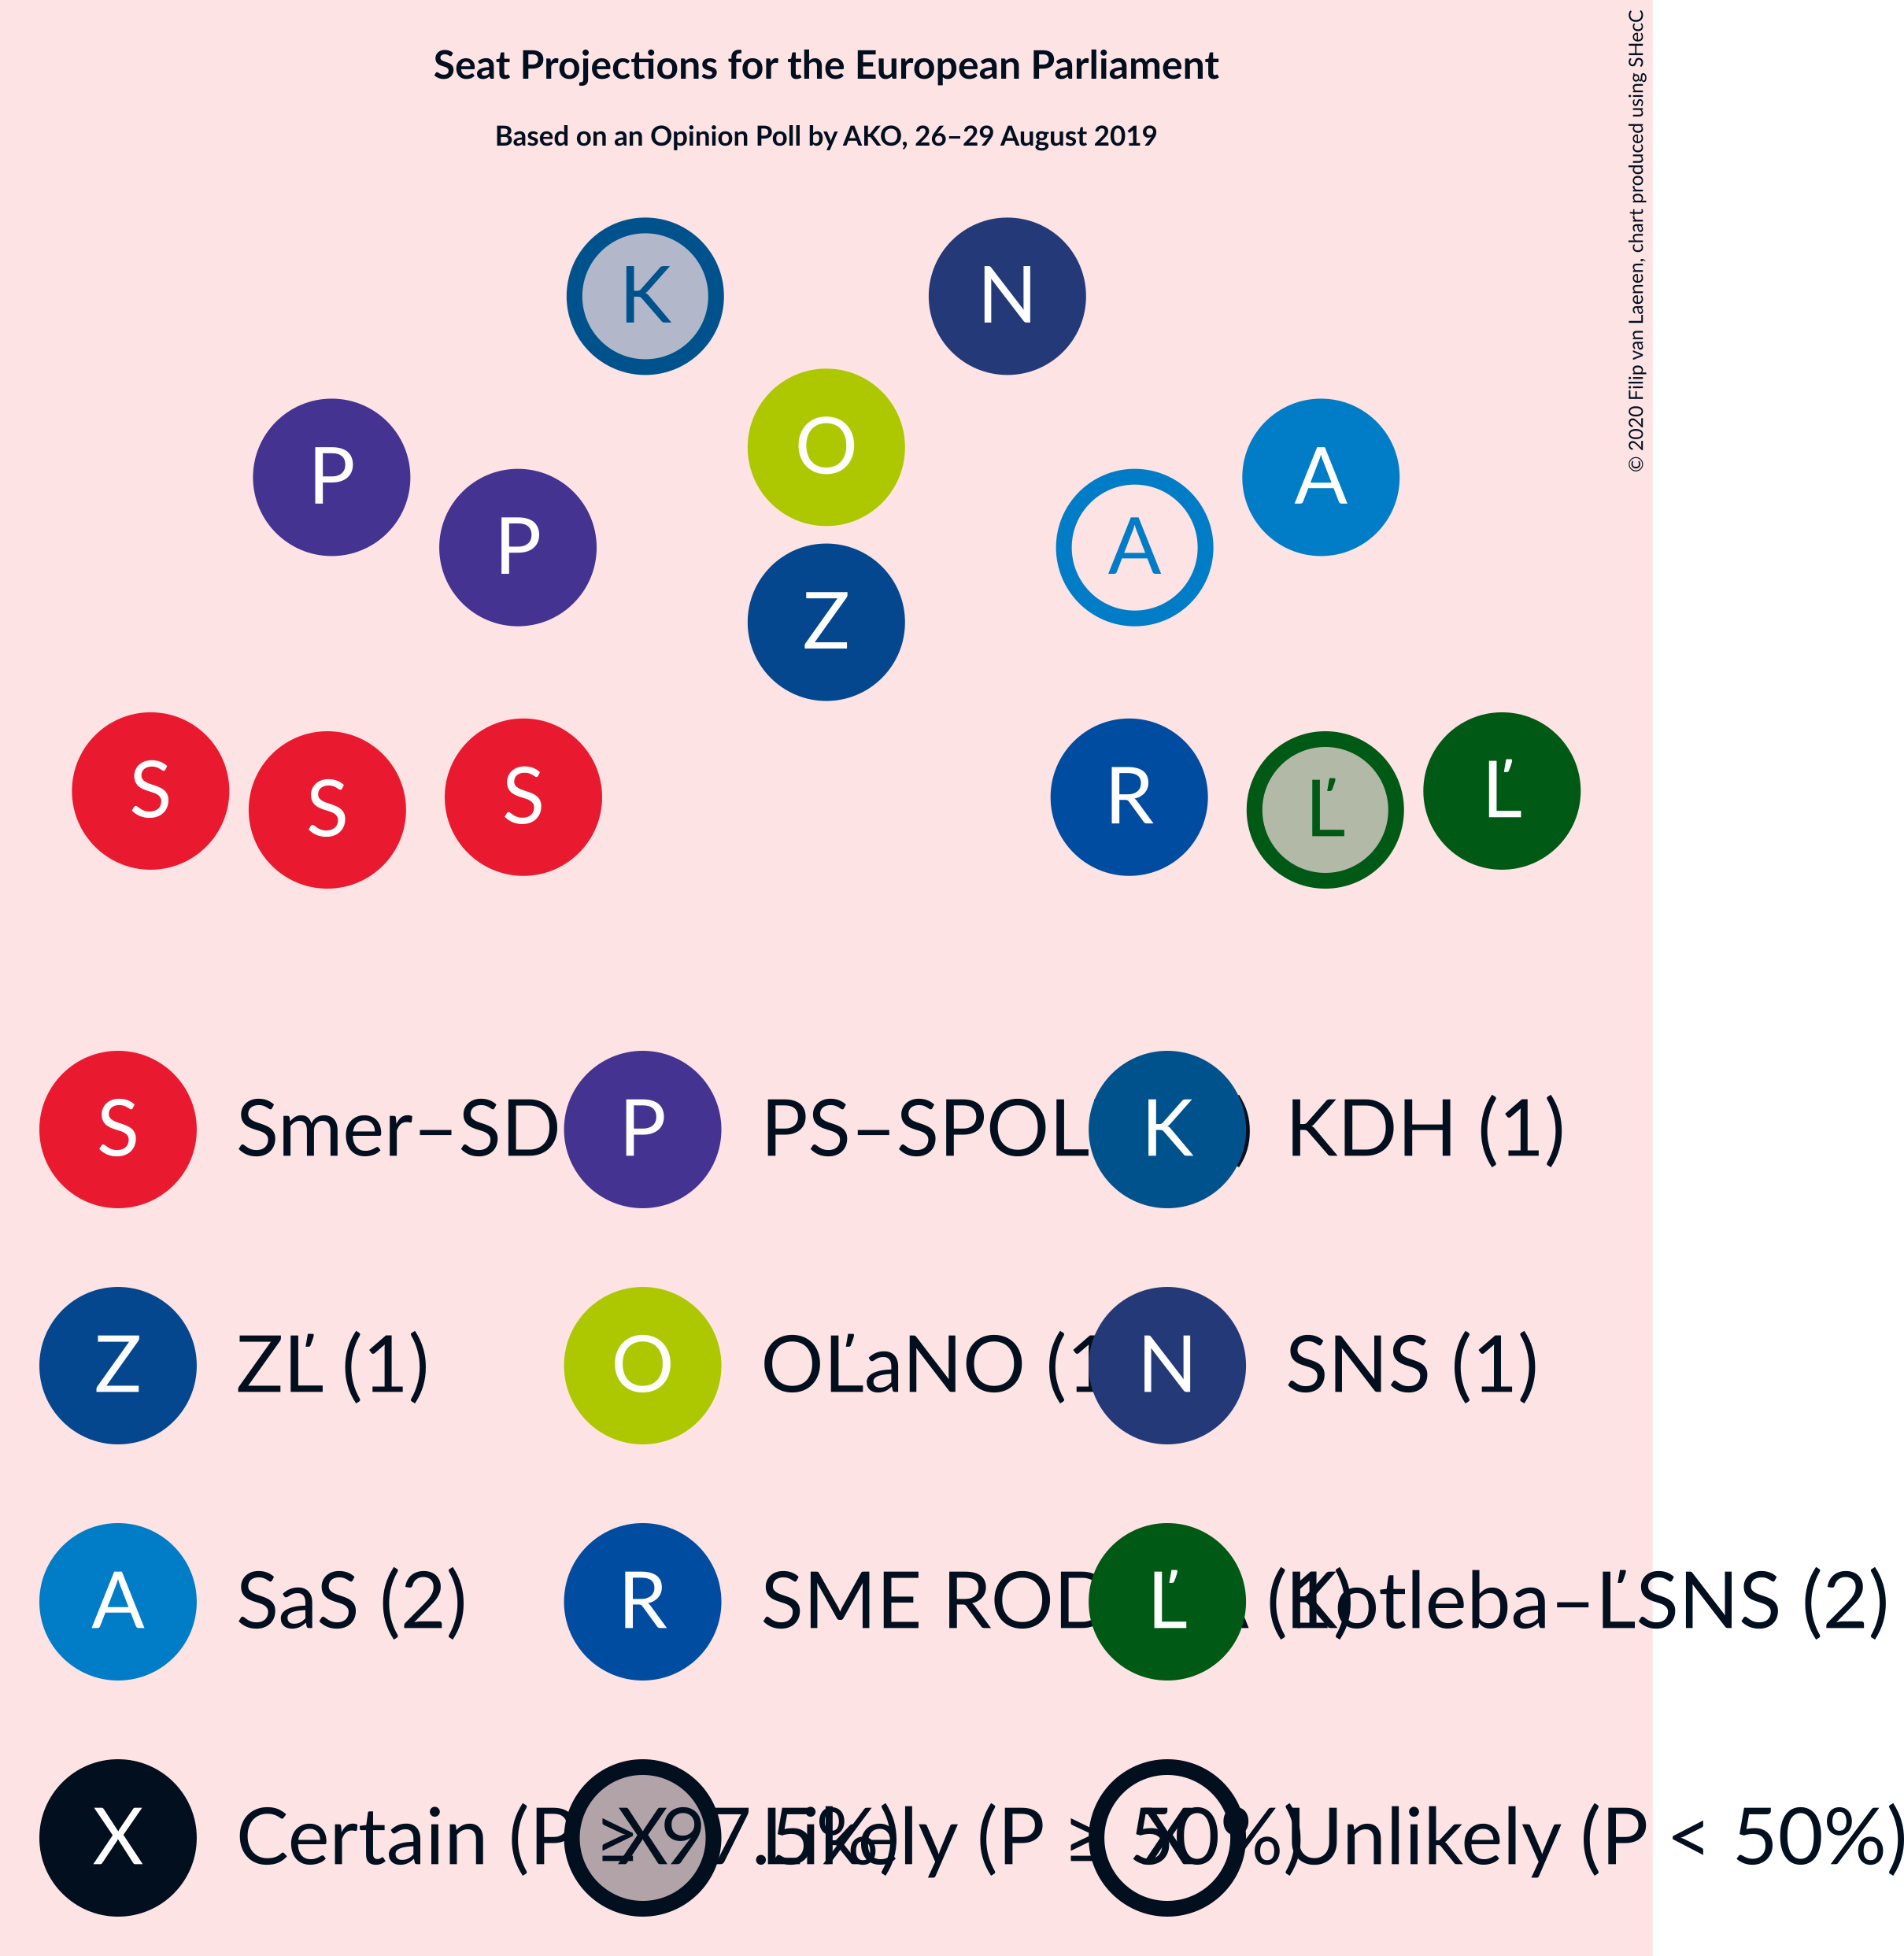 Seat Projections for the European Parliament
Based on an Opinion Poll by AKO, 26–29 August 2019
© 2020 Filip van Laenen, chart produced using SHecC
K N
O
P A
P A
Z
S S S R Ľ Ľ
S Smer–SD P PS–SPOL K KDH (1)
Z ZĽ (1) O OĽaNO (1 N SNS (1)
A SaS (2) R SME Ľ Kotleba–ĽSNS (2)
X Certain (P ≥ 97.5%) X Likely (P ≥ 50%) X Unlikely (P < 50%)